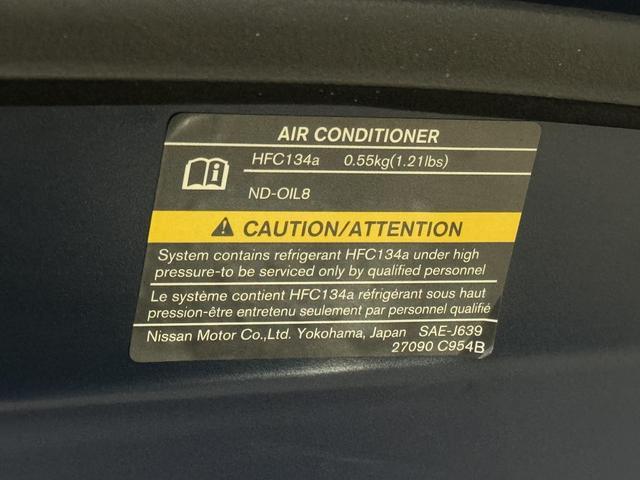 AIR CONDITIONER
HFC134a 0.55kg(1.21lbs)
ND-OIL8
CAUTION/ATTENTION
System contains refrigerant HFC134a under high
pressure-to be serviced only by qualified personnel
Le système contient HFC134a réfrigérant sous haut
pression-être entretenu seulement par personnel qualifié
Nissan Motor Co.,Ltd. Yokohama, Japan SAE-J639
27090 C954B